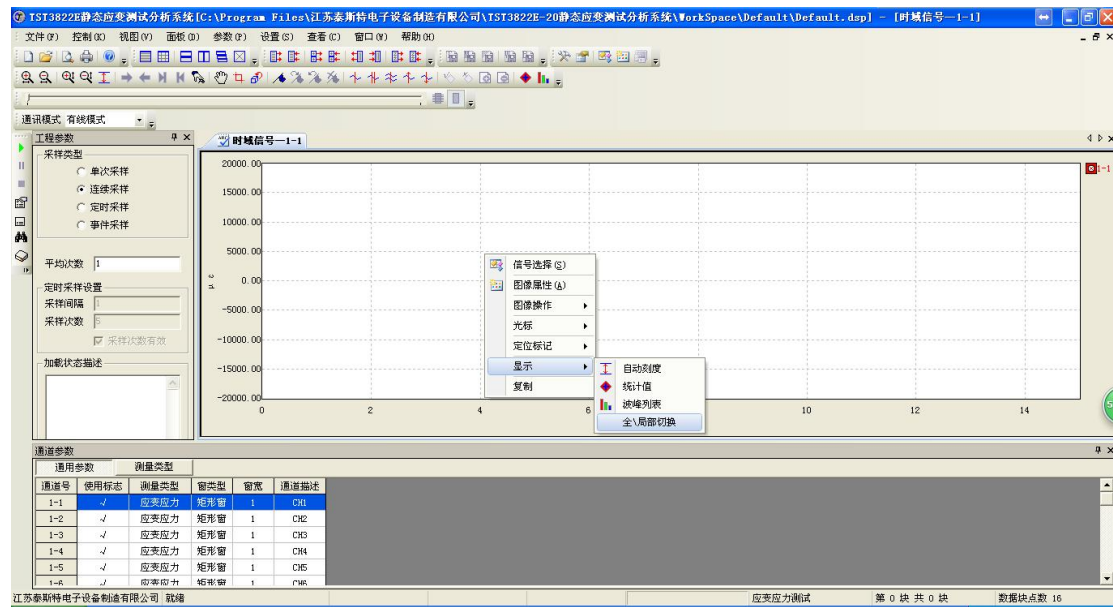 TST3822E静态应变测试分析系统[C:\Program Files\江苏泰斯特电子设备制造有限公司\TST3822E-20静态应变测试分析系统\WorkSpace\Default\Default.dsp] - [时域信号—1-1]
文件(F) 控制(K) 视图(V) 面板(D) 参数(P) 设置(S) 查看(C) 窗口(W) 帮助(H)
通讯模式 有线模式
工程参数
时域信号—1-1
采样类型
单次采样
连续采样
定时采样
事件采样
平均次数 1
定时采样设置
采样间隔 1
采样次数 5
采样次数有效
加载状态描述
20000.00
15000.00
10000.00
5000.00
0.00
-5000.00
-10000.00
-15000.00
-20000.00
με
0 2 4 6 10 12 14
1-1
信号选择(S)
图像属性(A)
图像操作
光标
定位标记
显示
复制
自动刻度
统计值
波峰列表
全\局部切换
通道参数
通用参数 测量类型
通道号 使用标志 测量类型 窗类型 窗宽 通道描述
1-1 √ 应变应力 矩形窗 1 CH1
1-2 √ 应变应力 矩形窗 1 CH2
1-3 √ 应变应力 矩形窗 1 CH3
1-4 √ 应变应力 矩形窗 1 CH4
1-5 √ 应变应力 矩形窗 1 CH5
1-6 √ 应变应力 矩形窗 1 CH6
江苏泰斯特电子设备制造有限公司 就绪 应变应力测试 第 0 块 共 0 块 数据块点数 16